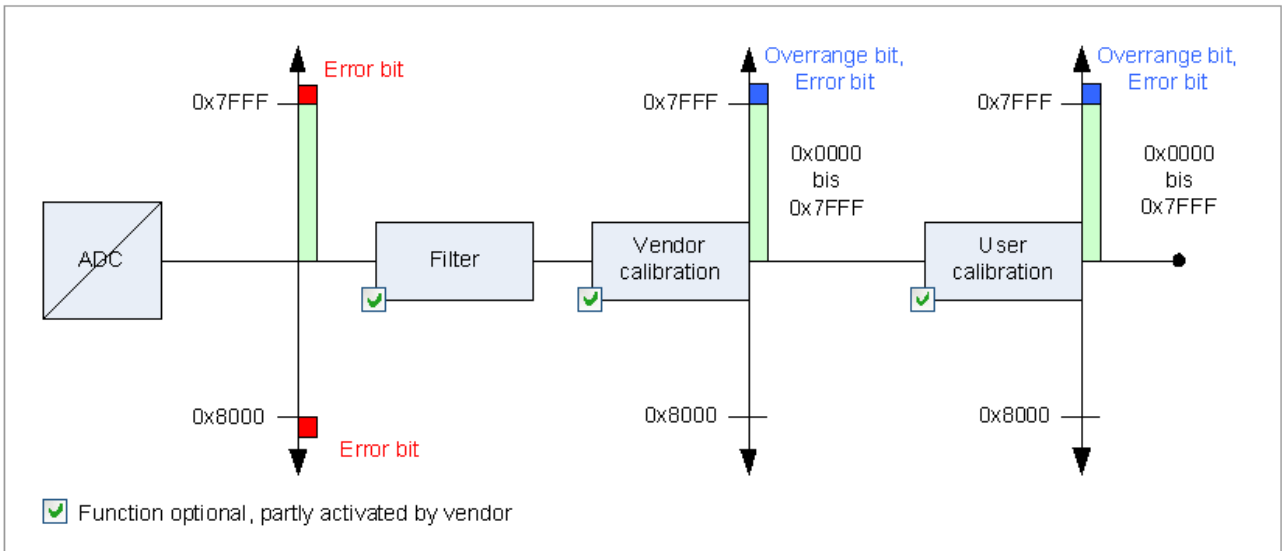 Error bit
0x7FFF
ADC
0x8000
Error bit
Filter
Vendor
calibration
Overrange bit,
Error bit
0x7FFF
0x0000
bis
0x7FFF
0x8000
User
calibration
Overrange bit,
Error bit
0x7FFF
0x0000
bis
0x7FFF
0x8000
Function optional, partly activated by vendor